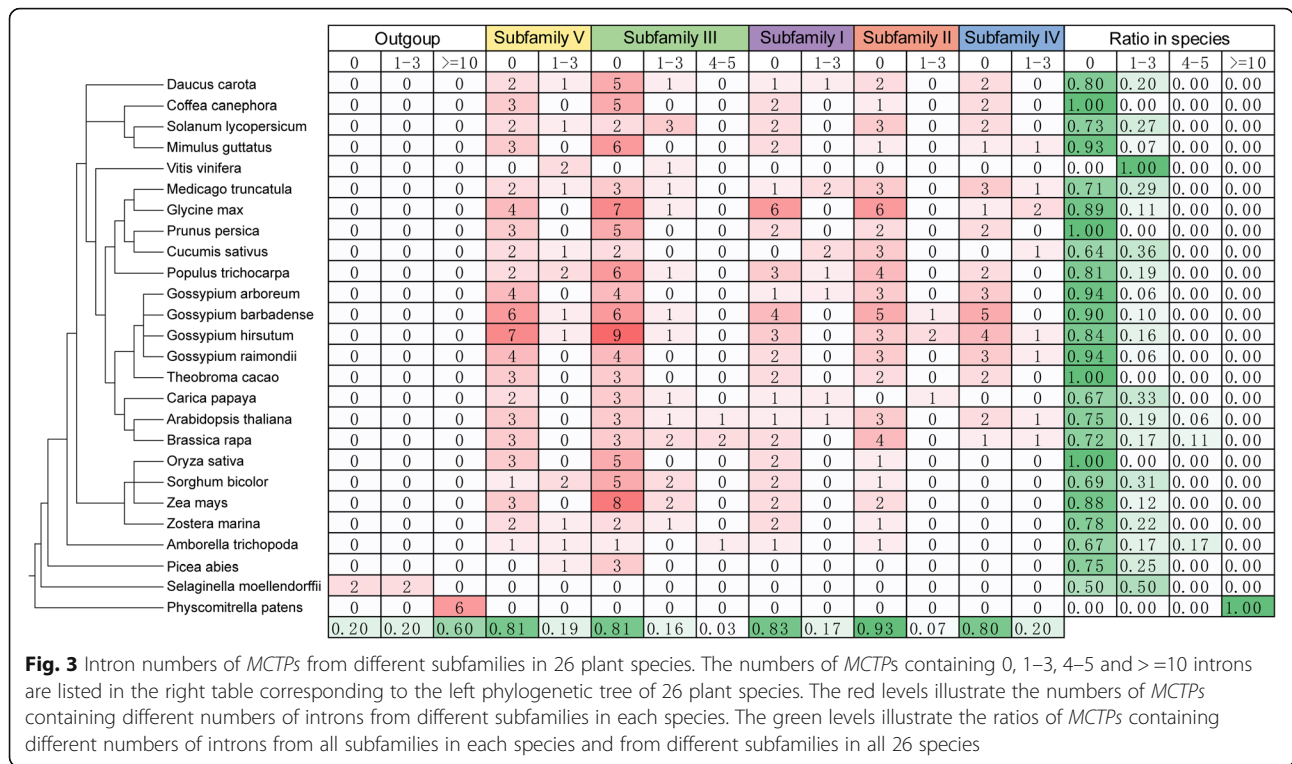 Outgoup Subfamily V Subfamily III Subfamily I Subfamily II Subfamily IV Ratio in species
0 1-3 >=10 0 1-3 0 1-3 4-5 0 1-3 0 1-3 0 1-3 0 1-3 4-5 >=10
Daucus carota 0 0 0 2 1 5 1 0 1 1 2 0 2 0 0.80 0.20 0.00 0.00
Coffea canephora 0 0 0 3 0 5 0 0 2 0 1 0 2 0 1.00 0.00 0.00 0.00
Solanum lycopersicum 0 0 0 2 1 2 3 0 2 0 3 0 2 0 0.73 0.27 0.00 0.00
Mimulus guttatus 0 0 0 3 0 6 0 0 2 0 1 0 1 1 0.93 0.07 0.00 0.00
Vitis vinifera 0 0 0 0 2 0 1 0 0 0 0 0 0 0 0.00 1.00 0.00 0.00
Medicago truncatula 0 0 0 2 1 3 1 0 1 2 3 0 3 1 0.71 0.29 0.00 0.00
Glycine max 0 0 0 4 0 7 1 0 6 0 6 0 1 2 0.89 0.11 0.00 0.00
Prunus persica 0 0 0 3 0 5 0 0 2 0 2 0 2 0 1.00 0.00 0.00 0.00
Cucumis sativus 0 0 0 2 1 2 0 0 0 2 3 0 0 1 0.64 0.36 0.00 0.00
Populus trichocarpa 0 0 0 2 2 6 1 0 3 1 4 0 2 0 0.81 0.19 0.00 0.00
Gossypium arboreum 0 0 0 4 0 4 0 0 1 1 3 0 3 0 0.94 0.06 0.00 0.00
Gossypium barbadense 0 0 0 6 1 6 1 0 4 0 5 1 5 0 0.90 0.10 0.00 0.00
Gossypium hirsutum 0 0 0 7 1 9 1 0 3 0 3 2 4 1 0.84 0.16 0.00 0.00
Gossypium raimondii 0 0 0 4 0 4 0 0 2 0 3 0 3 1 0.94 0.06 0.00 0.00
Theobroma cacao 0 0 0 3 0 3 0 0 2 0 2 0 2 0 1.00 0.00 0.00 0.00
Carica papaya 0 0 0 2 0 3 1 0 1 1 0 1 0 0 0.67 0.33 0.00 0.00
Arabidopsis thaliana 0 0 0 3 0 3 1 1 1 1 3 0 2 1 0.75 0.19 0.06 0.00
Brassica rapa 0 0 0 3 0 3 2 2 2 0 4 0 1 1 0.72 0.17 0.11 0.00
Oryza sativa 0 0 0 3 0 5 0 0 2 0 1 0 0 0 1.00 0.00 0.00 0.00
Sorghum bicolor 0 0 0 1 2 5 2 0 2 0 1 0 0 0 0.69 0.31 0.00 0.00
Zea mays 0 0 0 3 0 8 2 0 2 0 2 0 0 0 0.88 0.12 0.00 0.00
Zostera marina 0 0 0 2 1 2 1 0 2 0 1 0 0 0 0.78 0.22 0.00 0.00
Amborella trichopoda 0 0 0 1 1 1 0 1 1 0 1 0 0 0 0.67 0.17 0.17 0.00
Picea abies 0 0 0 0 1 3 0 0 0 0 0 0 0 0 0.75 0.25 0.00 0.00
Selaginella moellendorffii 2 2 0 0 0 0 0 0 0 0 0 0 0 0 0.50 0.50 0.00 0.00
Physcomitrella patens 0 0 6 0 0 0 0 0 0 0 0 0 0 0 0.00 0.00 0.00 1.00
0.20 0.20 0.60 0.81 0.19 0.81 0.16 0.03 0.83 0.17 0.93 0.07 0.80 0.20
Fig. 3 Intron numbers of MCTPs from different subfamilies in 26 plant species. The numbers of MCTPs containing 0, 1–3, 4–5 and > =10 introns
are listed in the right table corresponding to the left phylogenetic tree of 26 plant species. The red levels illustrate the numbers of MCTPs
containing different numbers of introns from different subfamilies in each species. The green levels illustrate the ratios of MCTPs containing
different numbers of introns from all subfamilies in each species and from different subfamilies in all 26 species